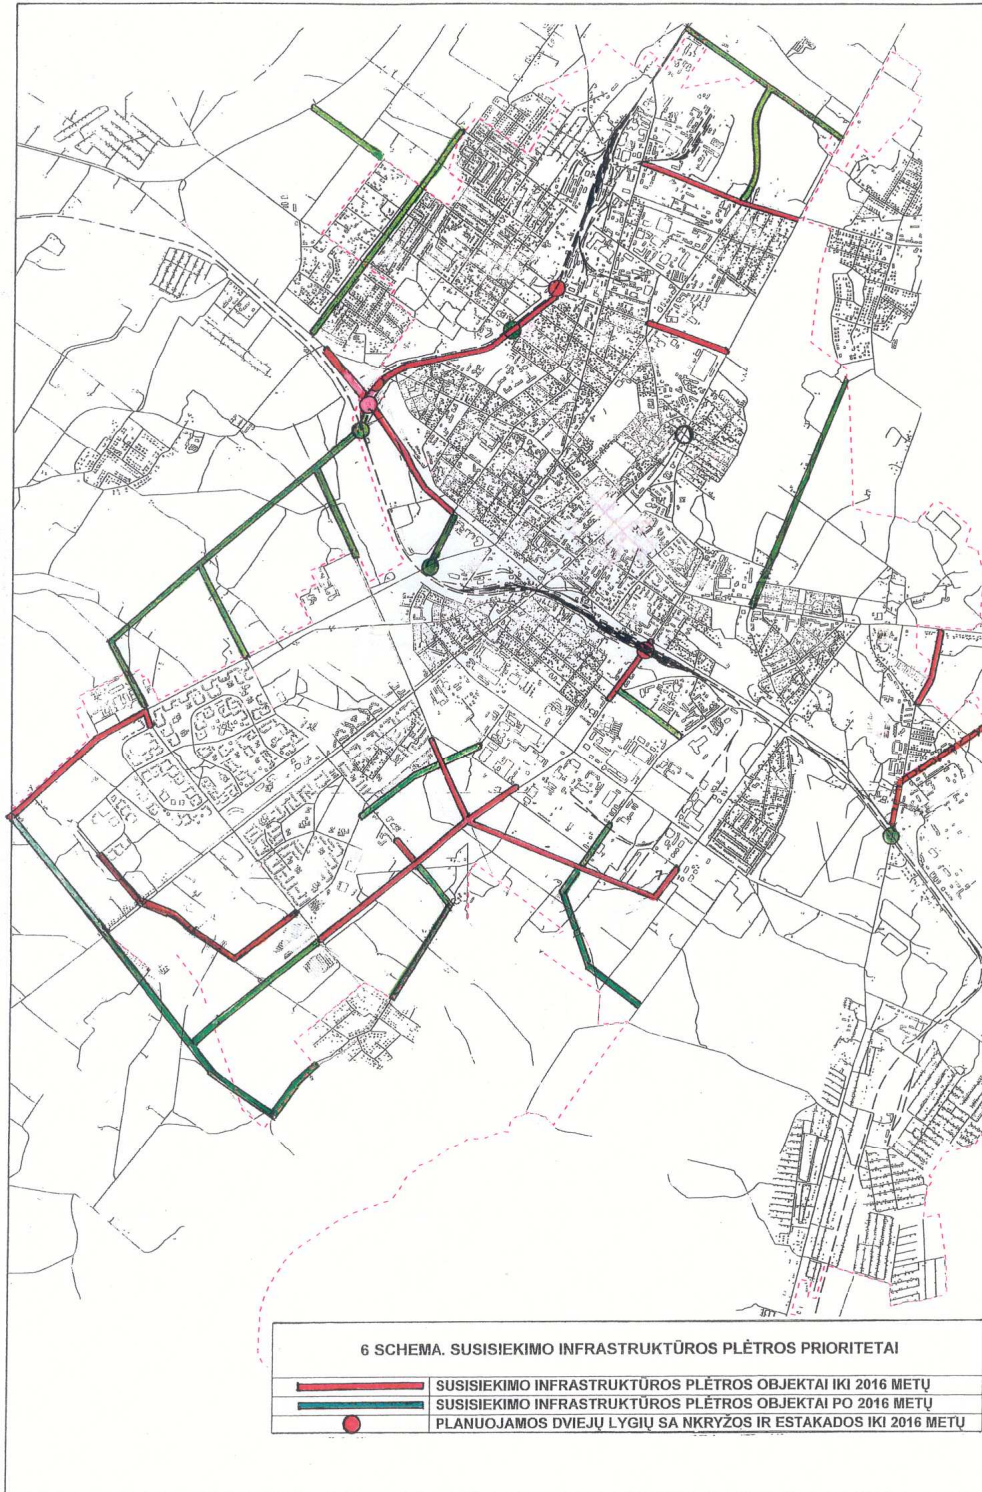 6 SCHEMA. SUSISIEKIMO INFRASTRUKTŪROS PLĖTROS PRIORITETAI
SUSISIEKIMO INFRASTRUKTŪROS PLĖTROS OBJEKTAI IKI 2016 METŲ
SUSISIEKIMO INFRASTRUKTŪROS PLĖTROS OBJEKTAI PO 2016 METŲ
PLANUOJAMOS DVIEJŲ LYGIŲ SA NKRYŽOS IR ESTAKADOS IKI 2016 METŲ